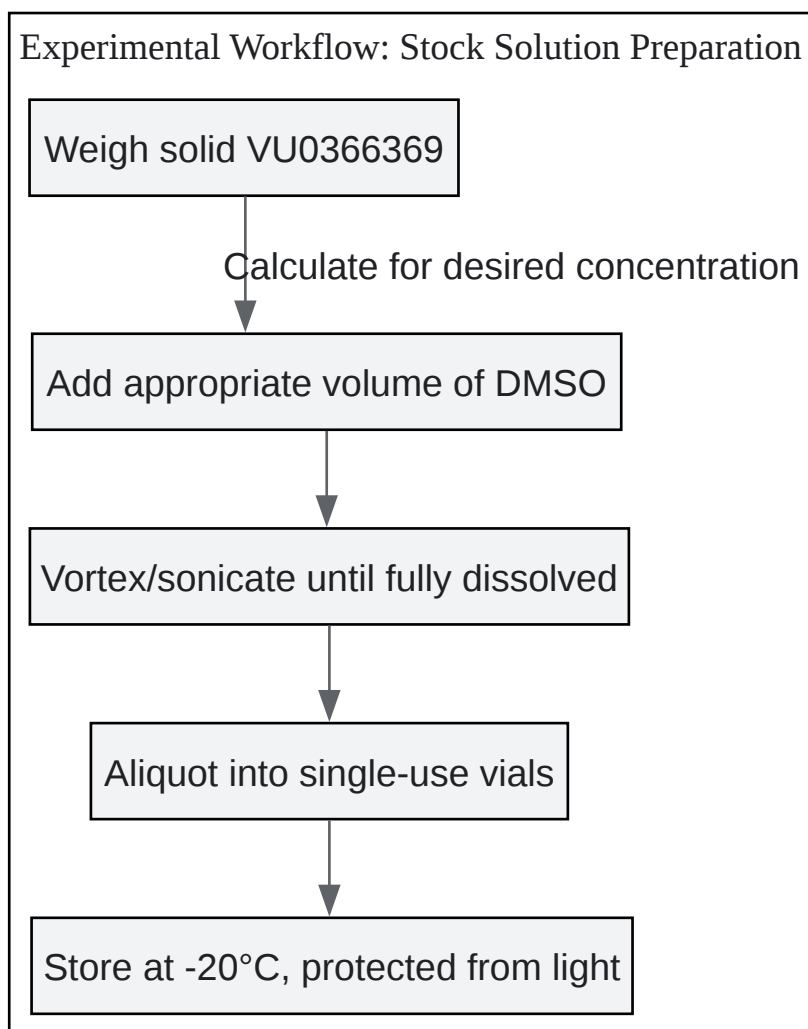 Experimental Workflow: Stock Solution Preparation
Weigh solid VU0366369
Calculate for desired concentration
Add appropriate volume of DMSO
Vortex/sonicate until fully dissolved
Aliquot into single-use vials
Store at -20°C, protected from light